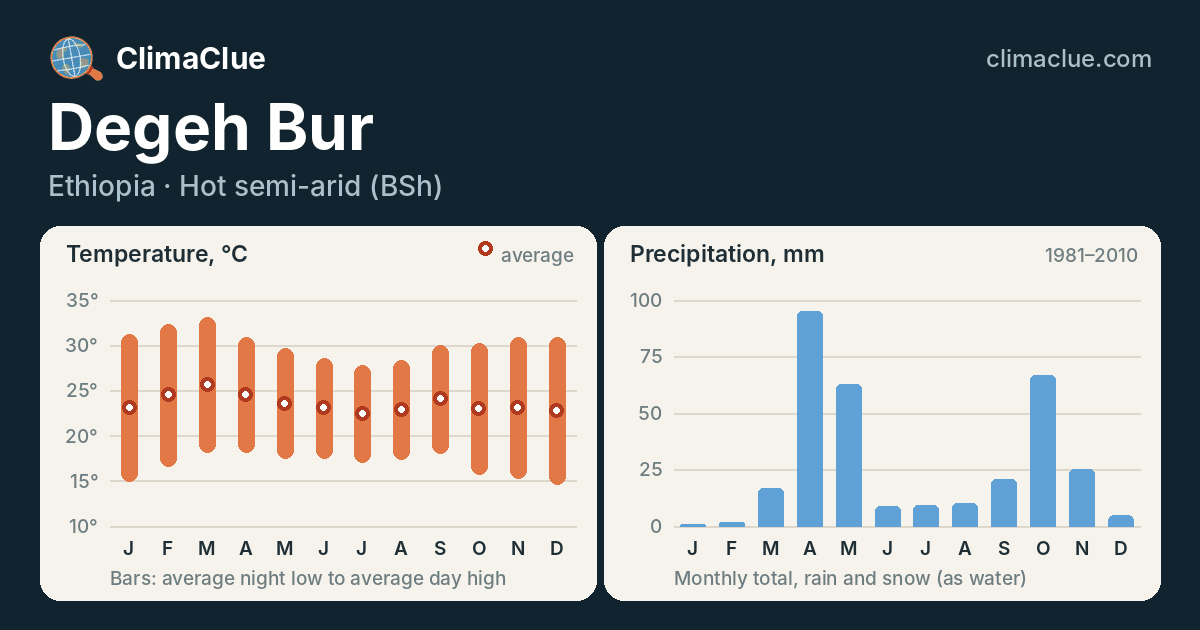 ClimaClue
climaclue.com
Degeh Bur
Ethiopia · Hot semi-arid (BSh)
Temperature, °C
average
35°
30°
25°
20°
15°
10°
J F M A M J J A S O N D
Bars: average night low to average day high
Precipitation, mm
1981–2010
100
75
50
25
0
J F M A M J J A S O N D
Monthly total, rain and snow (as water)